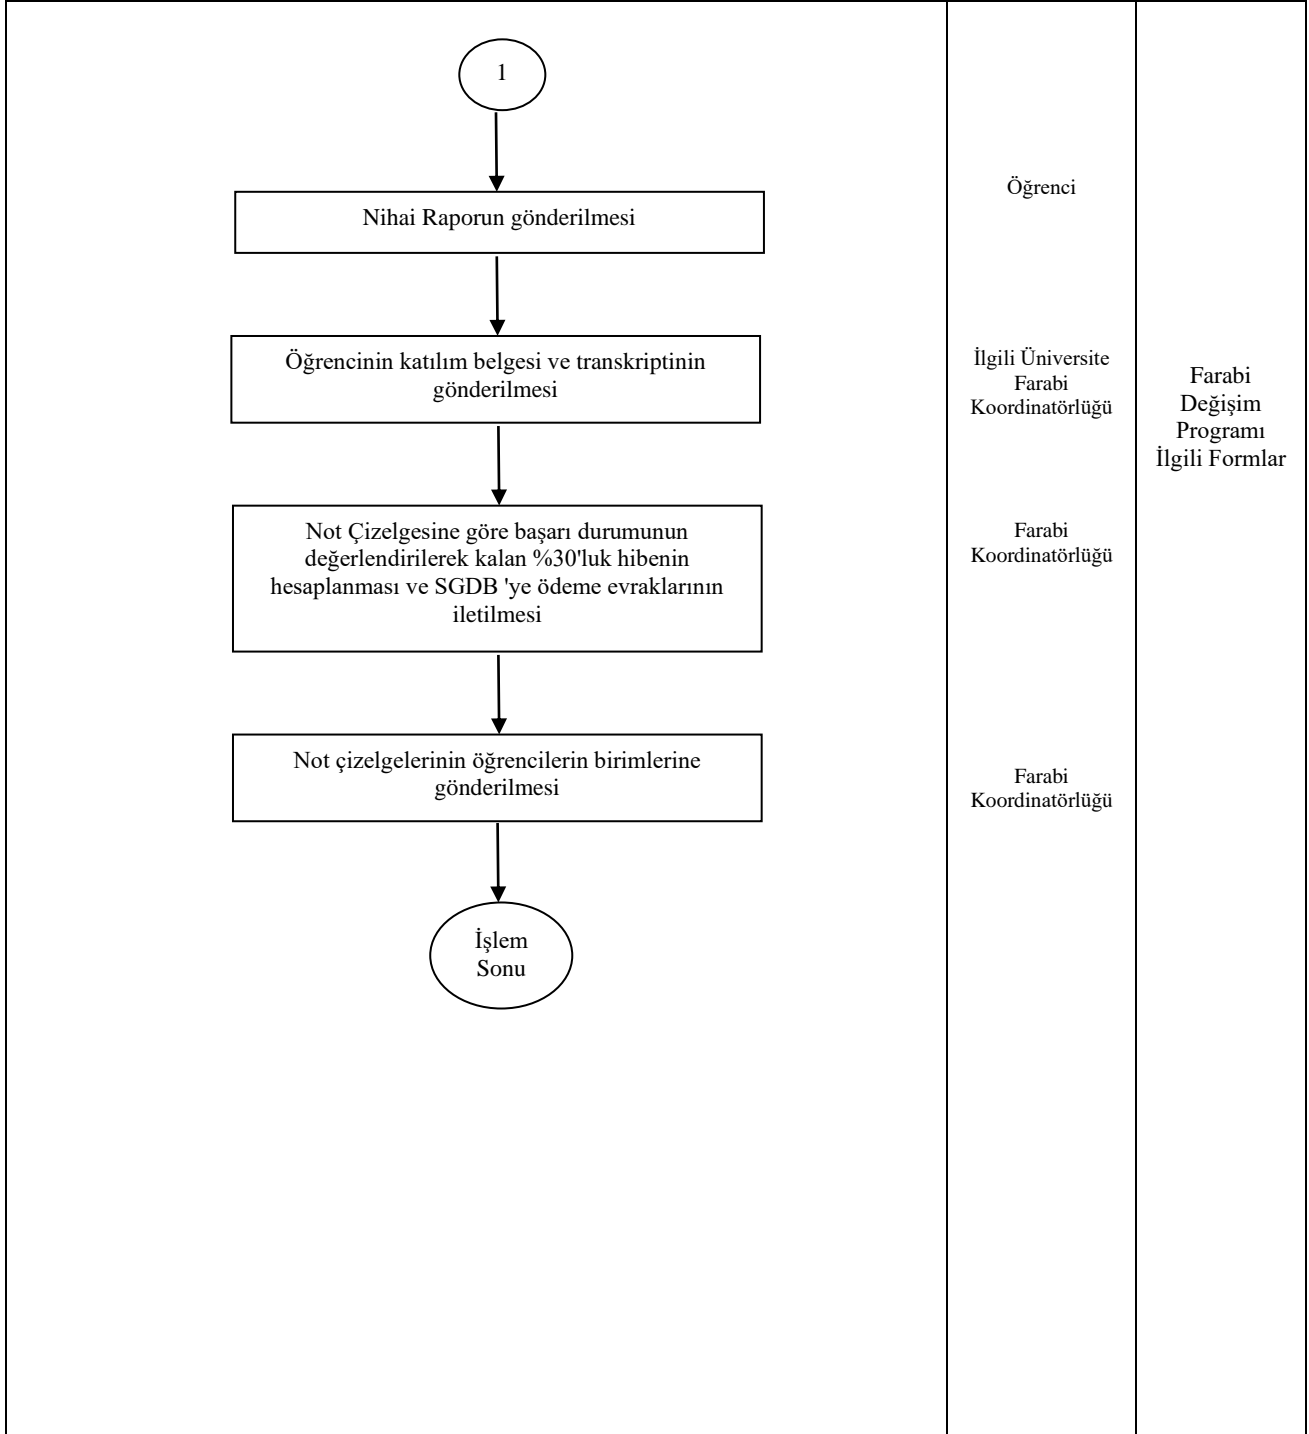 1
Öğrenci
Nihai Raporun gönderilmesi
Öğrencinin katılım belgesi ve transkriptinin
gönderilmesi
İlgili Üniversite
Farabi
Koordinatörlüğü
Farabi
Değişim
Programı
İlgili Formlar
Not Çizelgesine göre başarı durumunun
değerlendirilerek kalan %30'luk hibenin
hesaplanması ve SGDB 'ye ödeme evraklarının
iletilmesi
Farabi
Koordinatörlüğü
Not çizelgelerinin öğrencilerin birimlerine
gönderilmesi
Farabi
Koordinatörlüğü
İşlem
Sonu